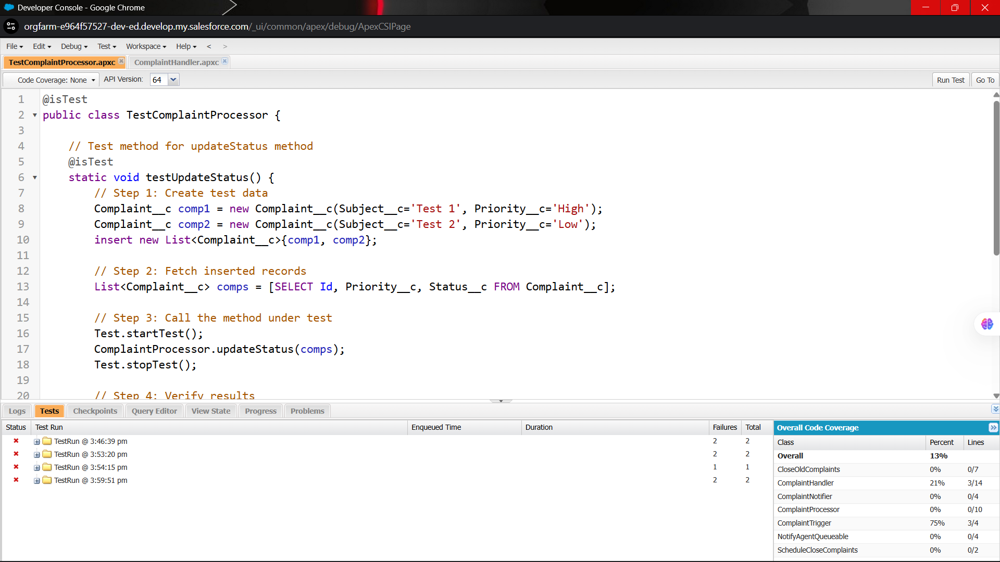 Developer Console - Google Chrome
orgfarm-e964f57527-dev-ed.develop.my.salesforce.com/_ui/common/apex/debug/ApexCSIPage
File Edit Debug Test Workspace Help < >
TestComplaintProcessor.apxc ComplaintHandler.apxc
Code Coverage: None API Version: 64 Run Test Go To
1 @isTest
2 public class TestComplaintProcessor {
3
4 // Test method for updateStatus method
5 @isTest
6 static void testUpdateStatus() {
7 // Step 1: Create test data
8 Complaint__c comp1 = new Complaint__c(Subject__c='Test 1', Priority__c='High');
9 Complaint__c comp2 = new Complaint__c(Subject__c='Test 2', Priority__c='Low');
10 insert new List<Complaint__c>{comp1, comp2};
11
12 // Step 2: Fetch inserted records
13 List<Complaint__c> comps = [SELECT Id, Priority__c, Status__c FROM Complaint__c];
14
15 // Step 3: Call the method under test
16 Test.startTest();
17 ComplaintProcessor.updateStatus(comps);
18 Test.stopTest();
19
20 // Step 4: Verify results
Logs Tests Checkpoints Query Editor View State Progress Problems
Status Test Run Enqueued Time Duration Failures Total
TestRun @ 3:46:39 pm 2 2
TestRun @ 3:53:20 pm 2 2
TestRun @ 3:54:15 pm 1 1
TestRun @ 3:59:51 pm 2 2
Overall Code Coverage
Class Percent Lines
Overall 13%
CloseOldComplaints 0% 0/7
ComplaintHandler 21% 3/14
ComplaintNotifier 0% 0/4
ComplaintProcessor 0% 0/10
ComplaintTrigger 75% 3/4
NotifyAgentQueueable 0% 0/4
ScheduleCloseComplaints 0% 0/2